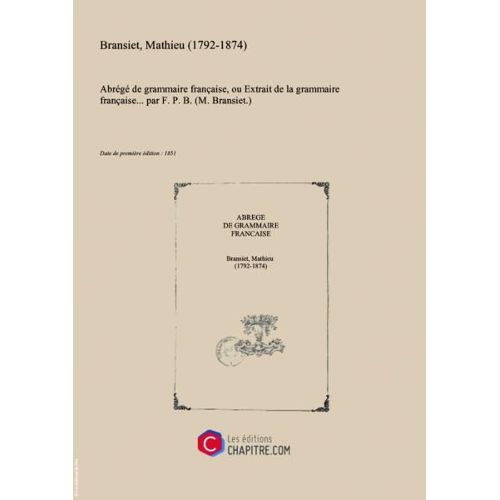 Bransiet, Mathieu (1792-1874)
Abrégé de grammaire française, ou Extrait de la grammaire
française... par F. P. B. (M. Bransiet.)
Date de première édition : 1851
ABREGE
DE GRAMMAIRE
FRANCAISE
Bransiet, Mathieu
(1792-1874)
Les éditions
CHAPITRE.COM